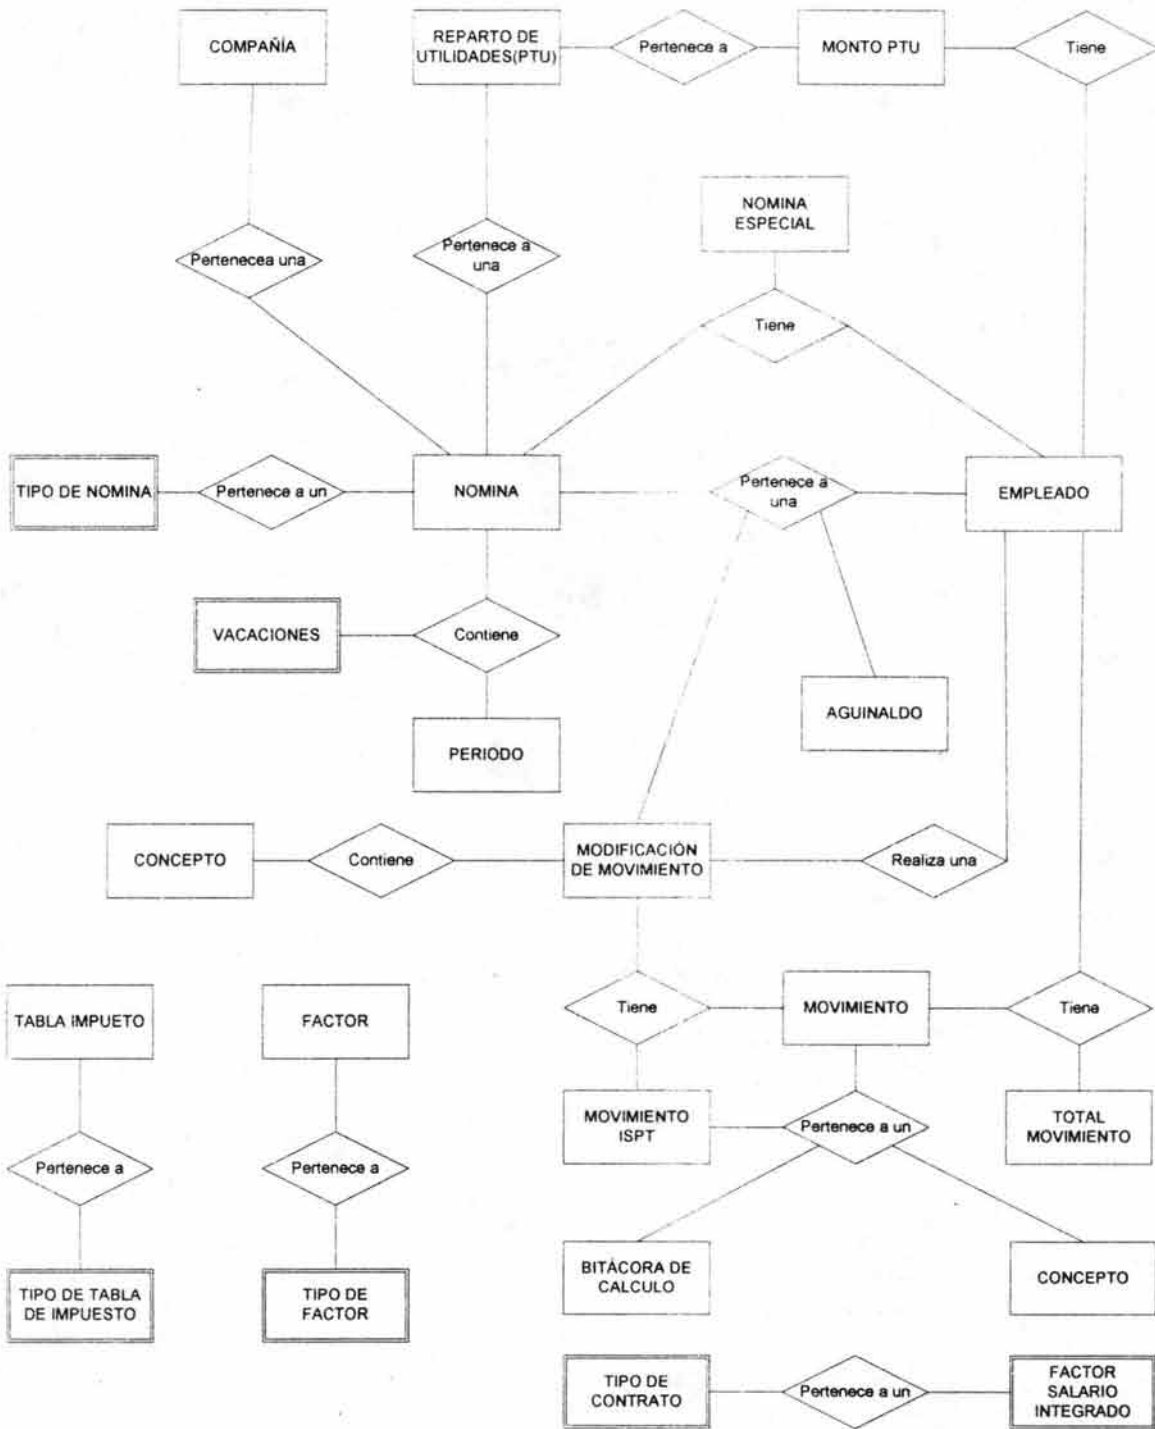 COMPAÑÍA
REPARTO DE
UTILIDADES(PTU)
Pertenece a
MONTO PTU
Tiene
NOMINA
ESPECIAL
Pertenecea una
Pertenece a
una
Tiene
TIPO DE NOMINA
Pertenece a un
NOMINA
Pertenece a
una
EMPLEADO
VACACIONES
Contiene
AGUINALDO
PERIODO
CONCEPTO
Contiene
MODIFICACIÓN
DE MOVIMIENTO
Realiza una
TABLA IMPUETO
FACTOR
Tiene
MOVIMIENTO
Tiene
MOVIMIENTO
ISPT
Pertenece a un
TOTAL
MOVIMIENTO
Pertenece a
Pertenece a
BITÁCORA DE
CALCULO
CONCEPTO
TIPO DE TABLA
DE IMPUESTO
TIPO DE
FACTOR
TIPO DE
CONTRATO
Pertenece a un
FACTOR
SALARIO
INTEGRADO